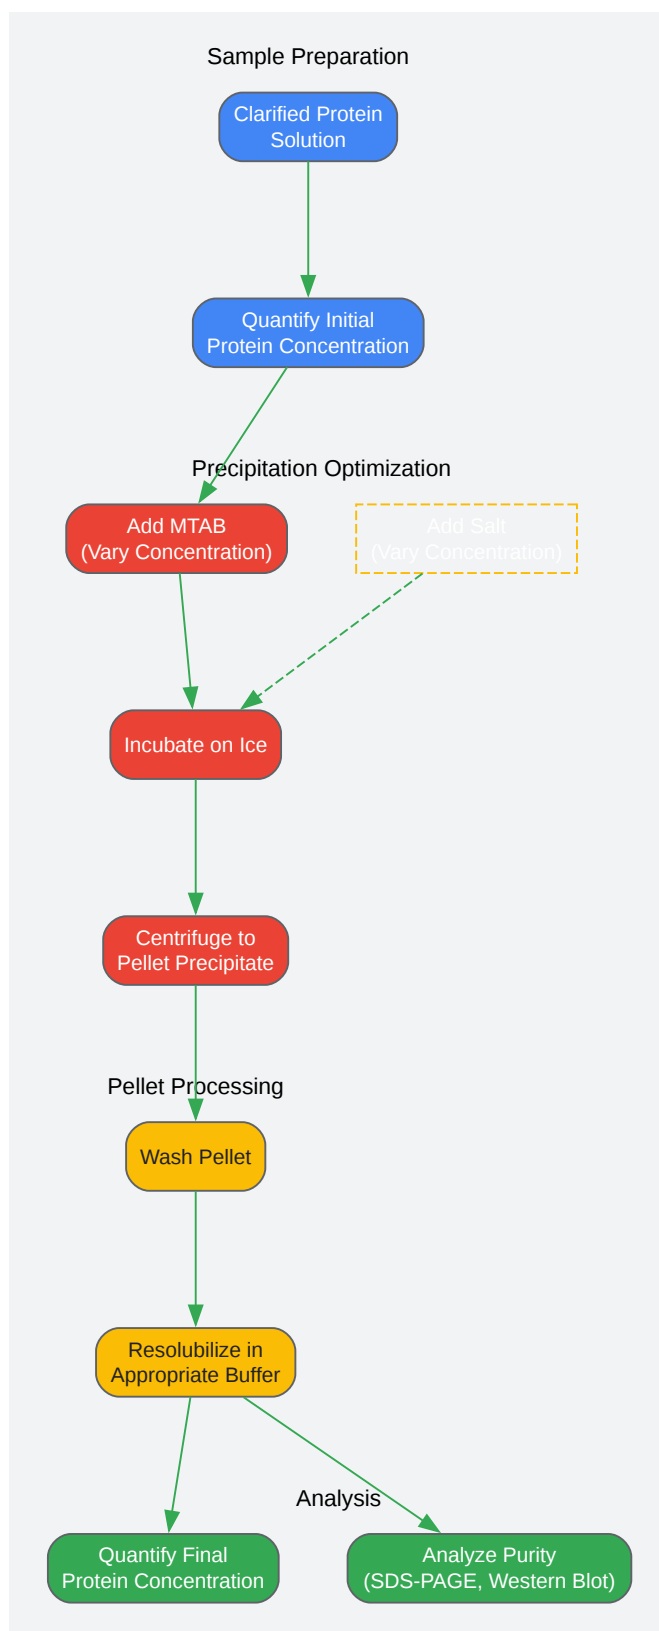 Sample Preparation
Clarified Protein
Solution
Quantify Initial
Protein Concentration
Precipitation Optimization
Add MTAB
(Vary Concentration)
Add Salt
(Vary Concentration)
Incubate on Ice
Centrifuge to
Pellet Precipitate
Pellet Processing
Wash Pellet
Resolubilize in
Appropriate Buffer
Analysis
Quantify Final
Protein Concentration
Analyze Purity
(SDS-PAGE, Western Blot)